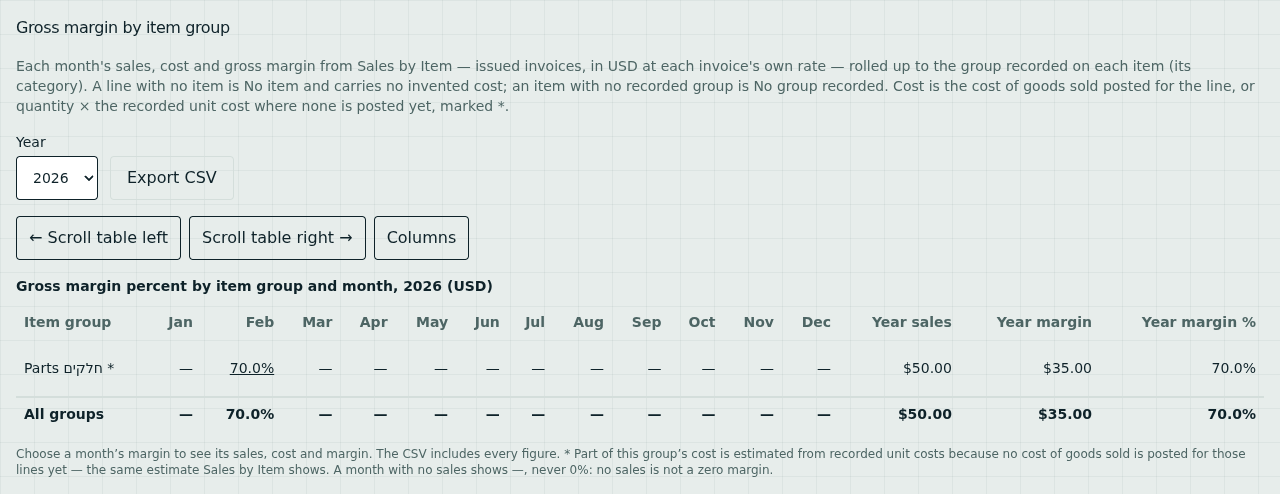 Gross margin by item group
Each month's sales, cost and gross margin from Sales by Item — issued invoices, in USD at each invoice's own rate — rolled up to the group recorded on each item (its
category). A line with no item is No item and carries no invented cost; an item with no recorded group is No group recorded. Cost is the cost of goods sold posted for the line, or
quantity × the recorded unit cost where none is posted yet, marked *.
Year
2026 Export CSV
← Scroll table left Scroll table right → Columns
Gross margin percent by item group and month, 2026 (USD)
Item group Jan Feb Mar Apr May Jun Jul Aug Sep Oct Nov Dec Year sales Year margin Year margin %
Parts חלקים * — 70.0% — — — — — — — — — — $50.00 $35.00 70.0%
All groups — 70.0% — — — — — — — — — — $50.00 $35.00 70.0%
Choose a month’s margin to see its sales, cost and margin. The CSV includes every figure. * Part of this group’s cost is estimated from recorded unit costs because no cost of goods sold is posted for those
lines yet — the same estimate Sales by Item shows. A month with no sales shows —, never 0%: no sales is not a zero margin.